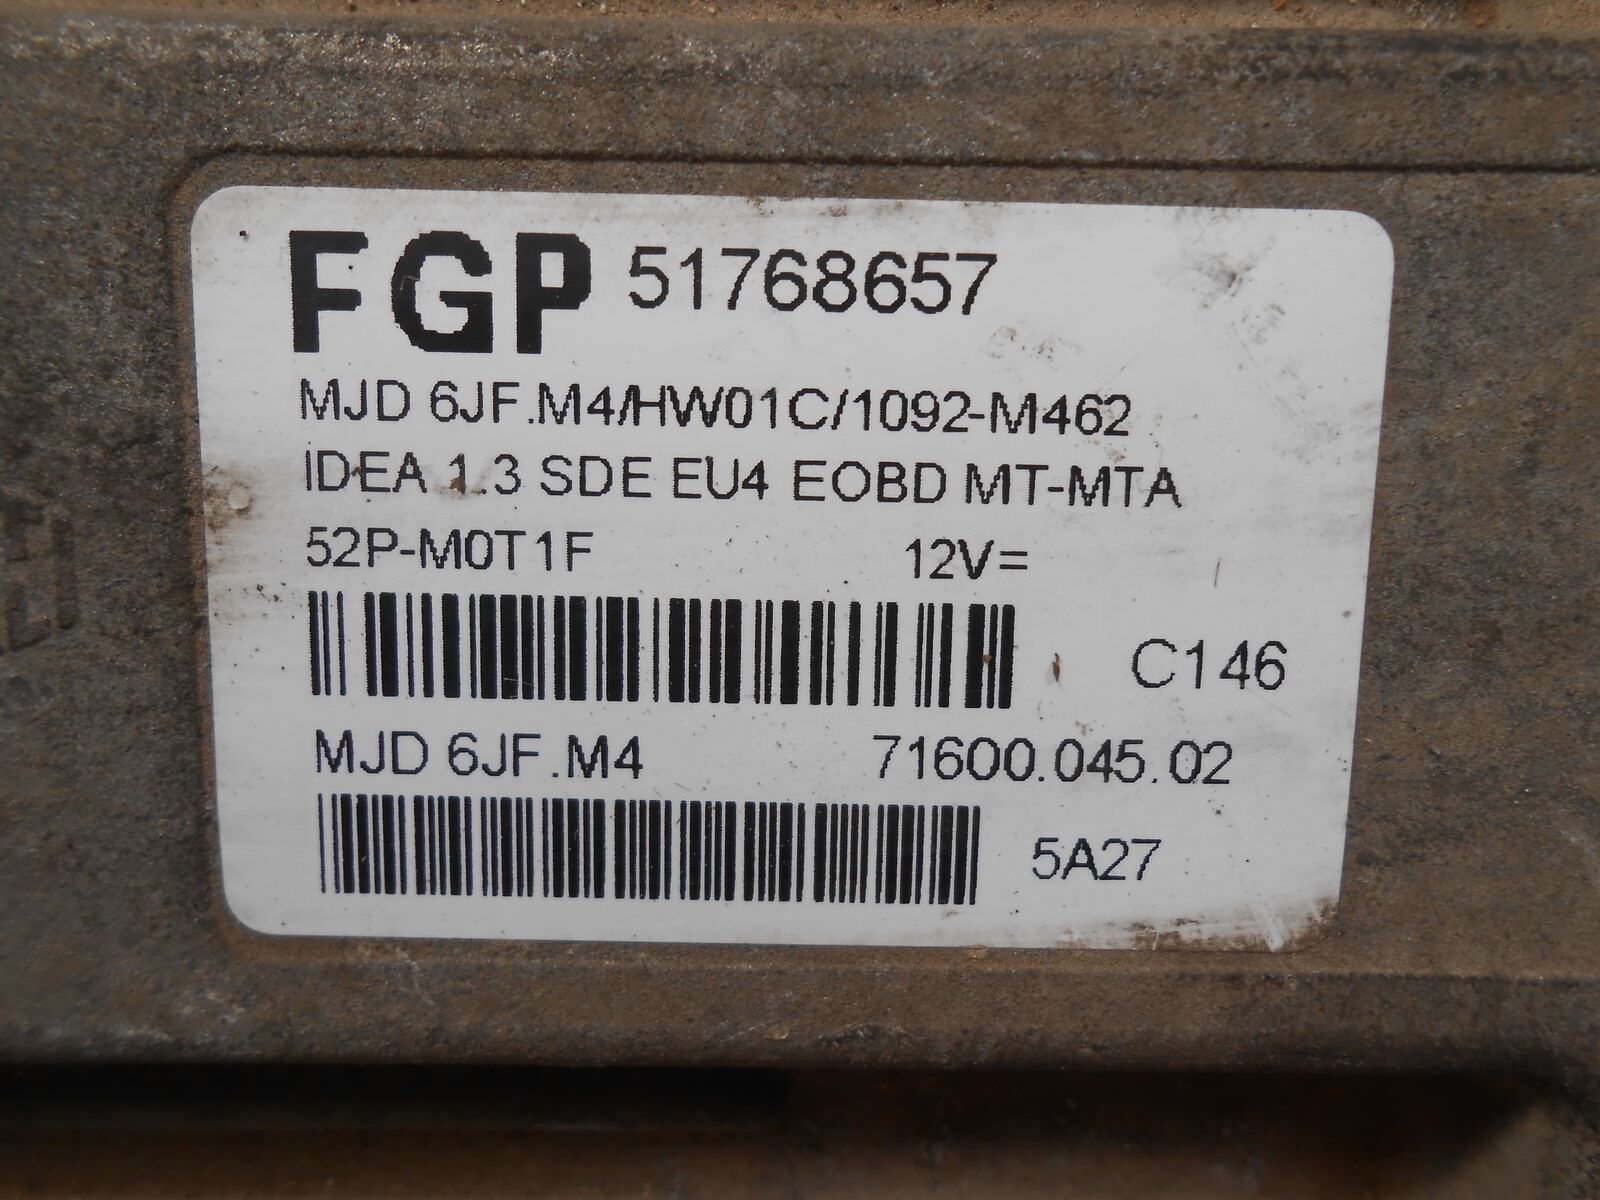 FGP 51768657
MJD 6JF.M4/HW01C/1092-M462
IDEA 1.3 SDE EU4 EOBD MT-MTA
52P-M0T1F 12V=
C146
MJD 6JF.M4 71600.045.02
5A27